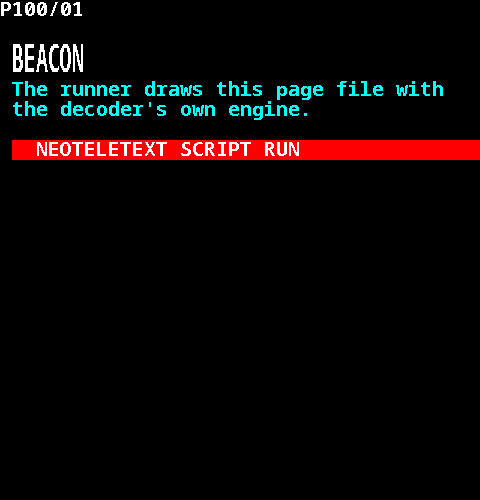 P100/01
BEACON
The runner draws this page file with
the decoder's own engine.
NEOTELETEXT SCRIPT RUN